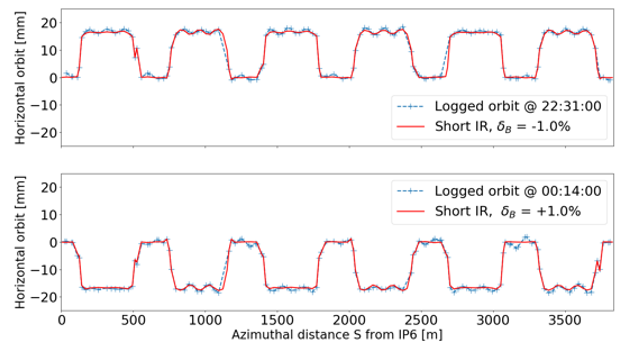 20
10
0
−10
−20
Horizontal orbit [mm]
Logged orbit @ 22:31:00
Short IR, δB = -1.0%
20
10
0
−10
−20
Horizontal orbit [mm]
Logged orbit @ 00:14:00
Short IR, δB = +1.0%
0 500 1000 1500 2000 2500 3000 3500
Azimuthal distance S from IP6 [m]